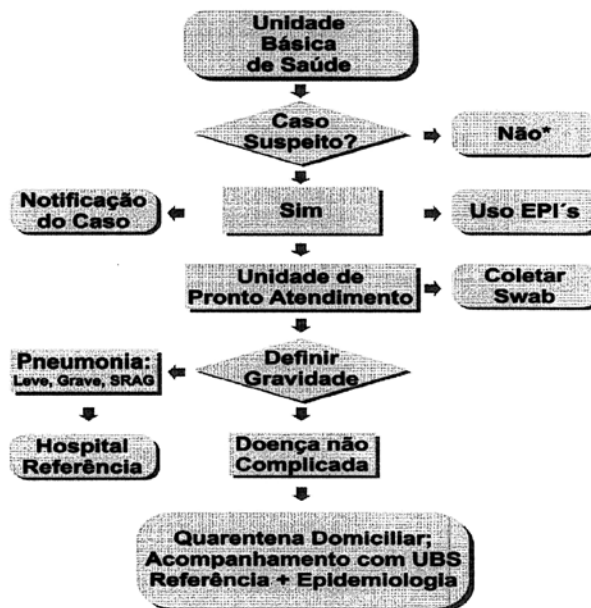 Unidade
Básica
de Saúde
Caso
Suspeito?
Não*
Notificação
do Caso
Sim
Uso EPI´s
Unidade de
Pronto Atendimento
Coletar
Swab
Pneumonia:
Leve, Grave, SRAG
Definir
Gravidade
Hospital
Referência
Doença não
Complicada
Quarentena Domiciliar;
Acompanhamento com UBS
Referência + Epidemiologia